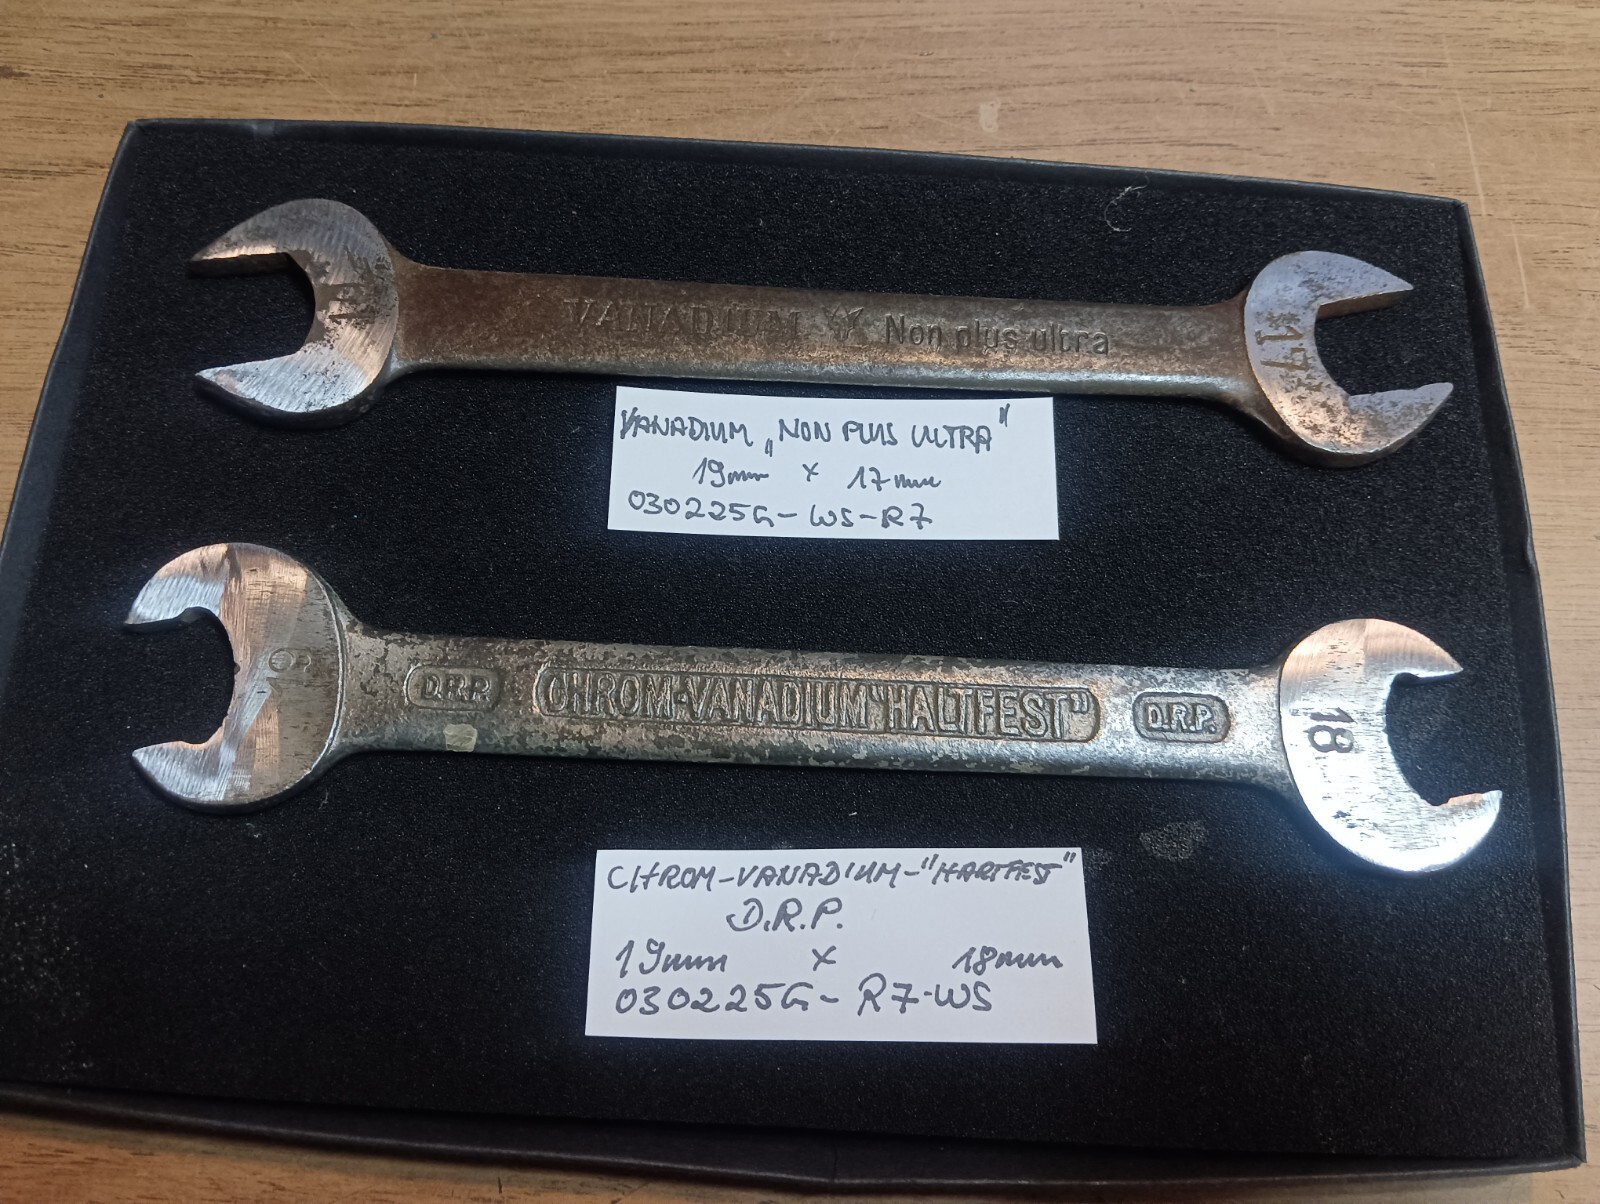 19 VANADIUM Non plus ultra 17
VANADIUM „NON PLUS ULTRA"
19mm x 17mm
030225G-WS-R7
D.R.P. CHROM-VANADIUM "HALTFEST" D.R.P. 18
CHROM-VANADIUM-"HARTFEST"
D.R.P.
19mm x 18mm
030225G-R7-WS